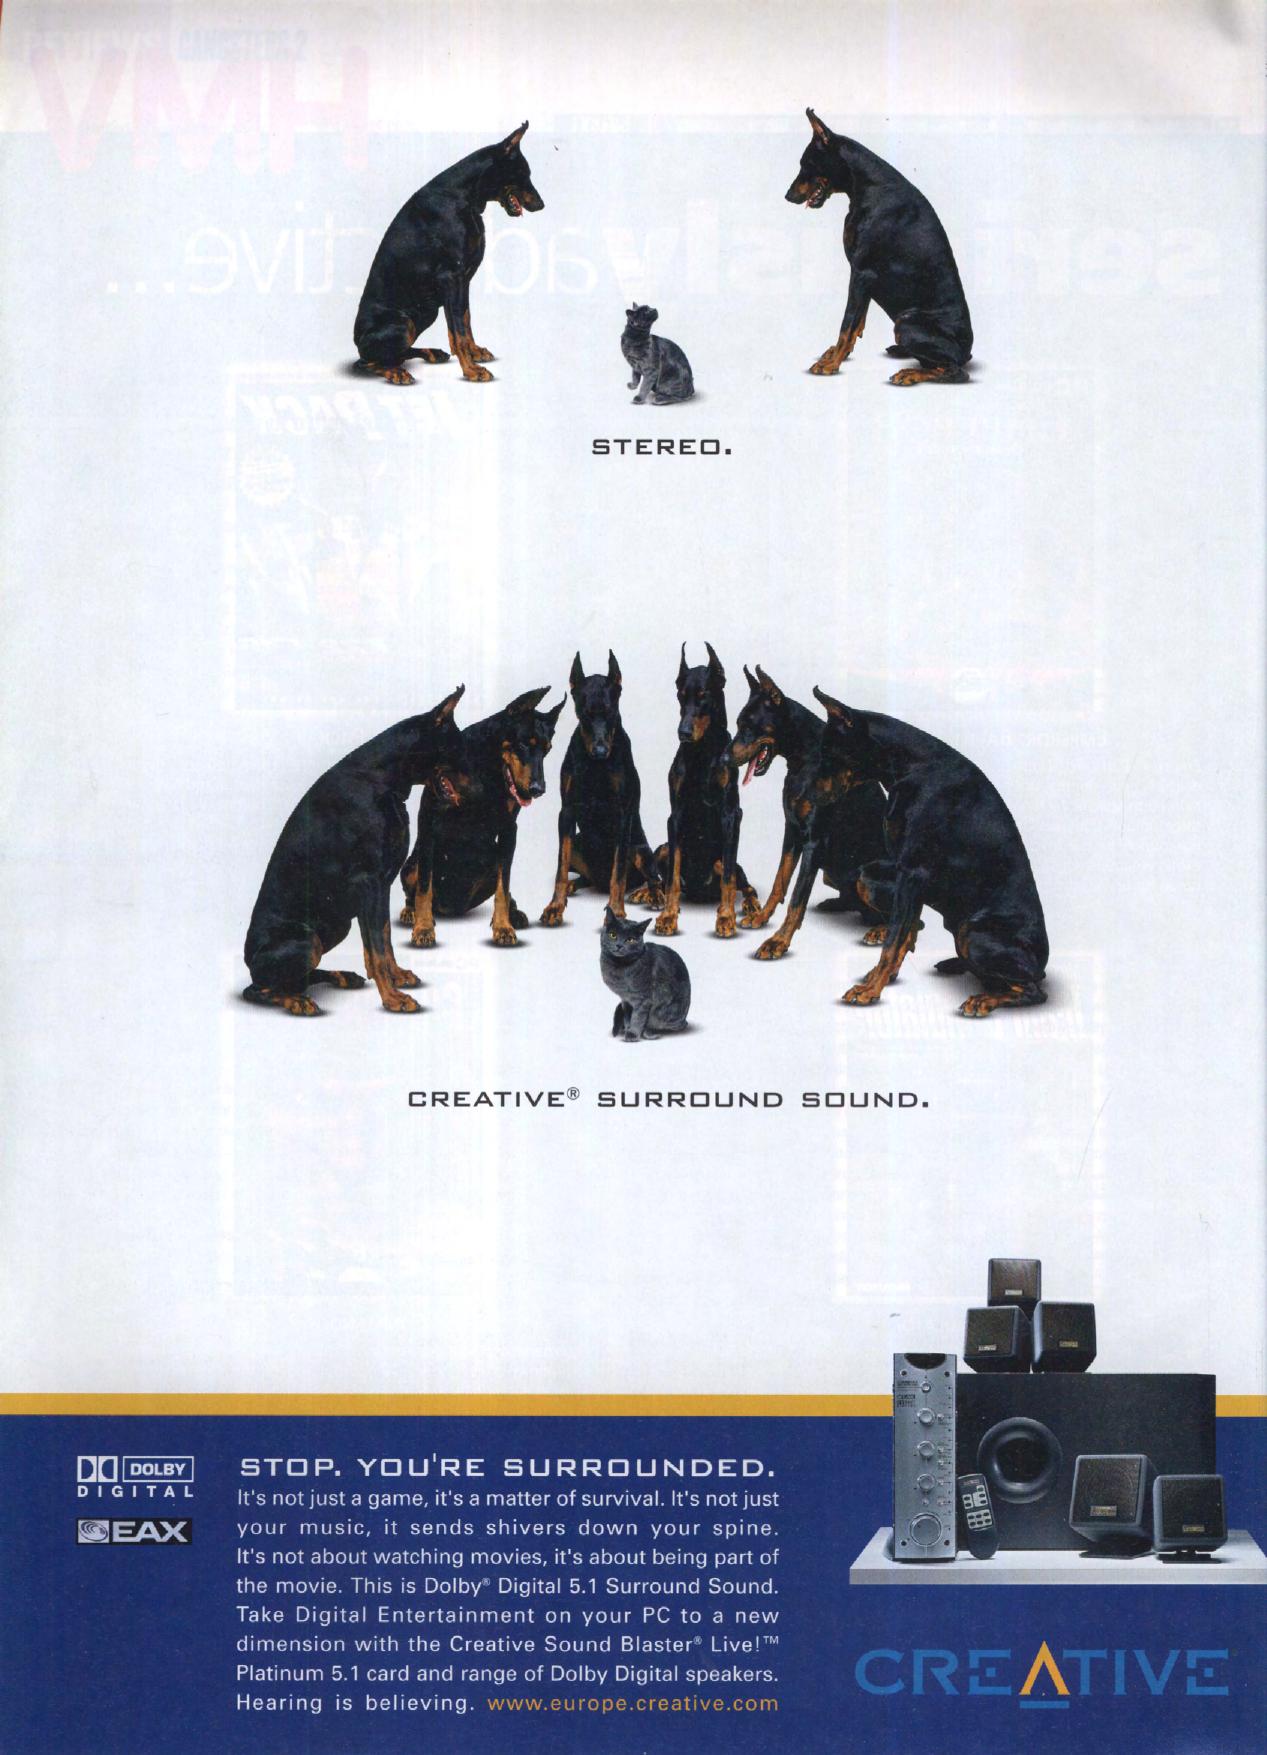 STEREO.
CREATIVE® SURROUND SOUND.
DOLBY
DIGITAL
EAX
STOP. YOU'RE SURROUNDED.
It's not just a game, it's a matter of survival. It's not just
your music, it sends shivers down your spine.
It's not about watching movies, it's about being part of
the movie. This is Dolby® Digital 5.1 Surround Sound.
Take Digital Entertainment on your PC to a new
dimension with the Creative Sound Blaster® Live!™
Platinum 5.1 card and range of Dolby Digital speakers.
Hearing is believing. www.europe.creative.com
CREATIVE